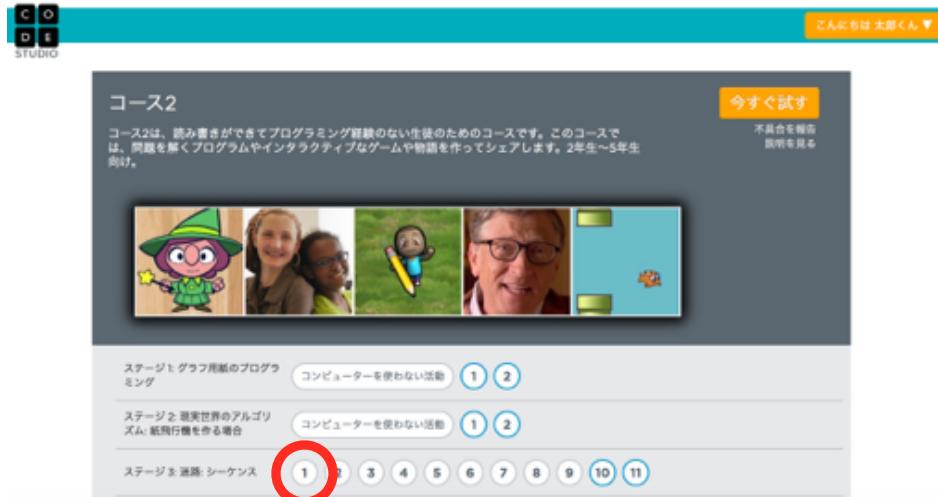 C O
D E
STUDIO
こんにちは 太郎くん ▼
コース2
今すぐ試す
コース2は、読み書きができてプログラミング経験のない生徒のためのコースです。このコースで
は、問題を解くプログラムやインタラクティブなゲームや物語を作ってシェアします。2年生〜5年生
向け。
不具合を報告
説明を見る
ステージ 1: グラフ用紙のプログラ
ミング
コンピューターを使わない活動 1 2
ステージ 2: 現実世界のアルゴリ
ズム: 紙飛行機を作る場合
コンピューターを使わない活動 1 2
ステージ 3: 迷路: シーケンス 1 2 3 4 5 6 7 8 9 10 11